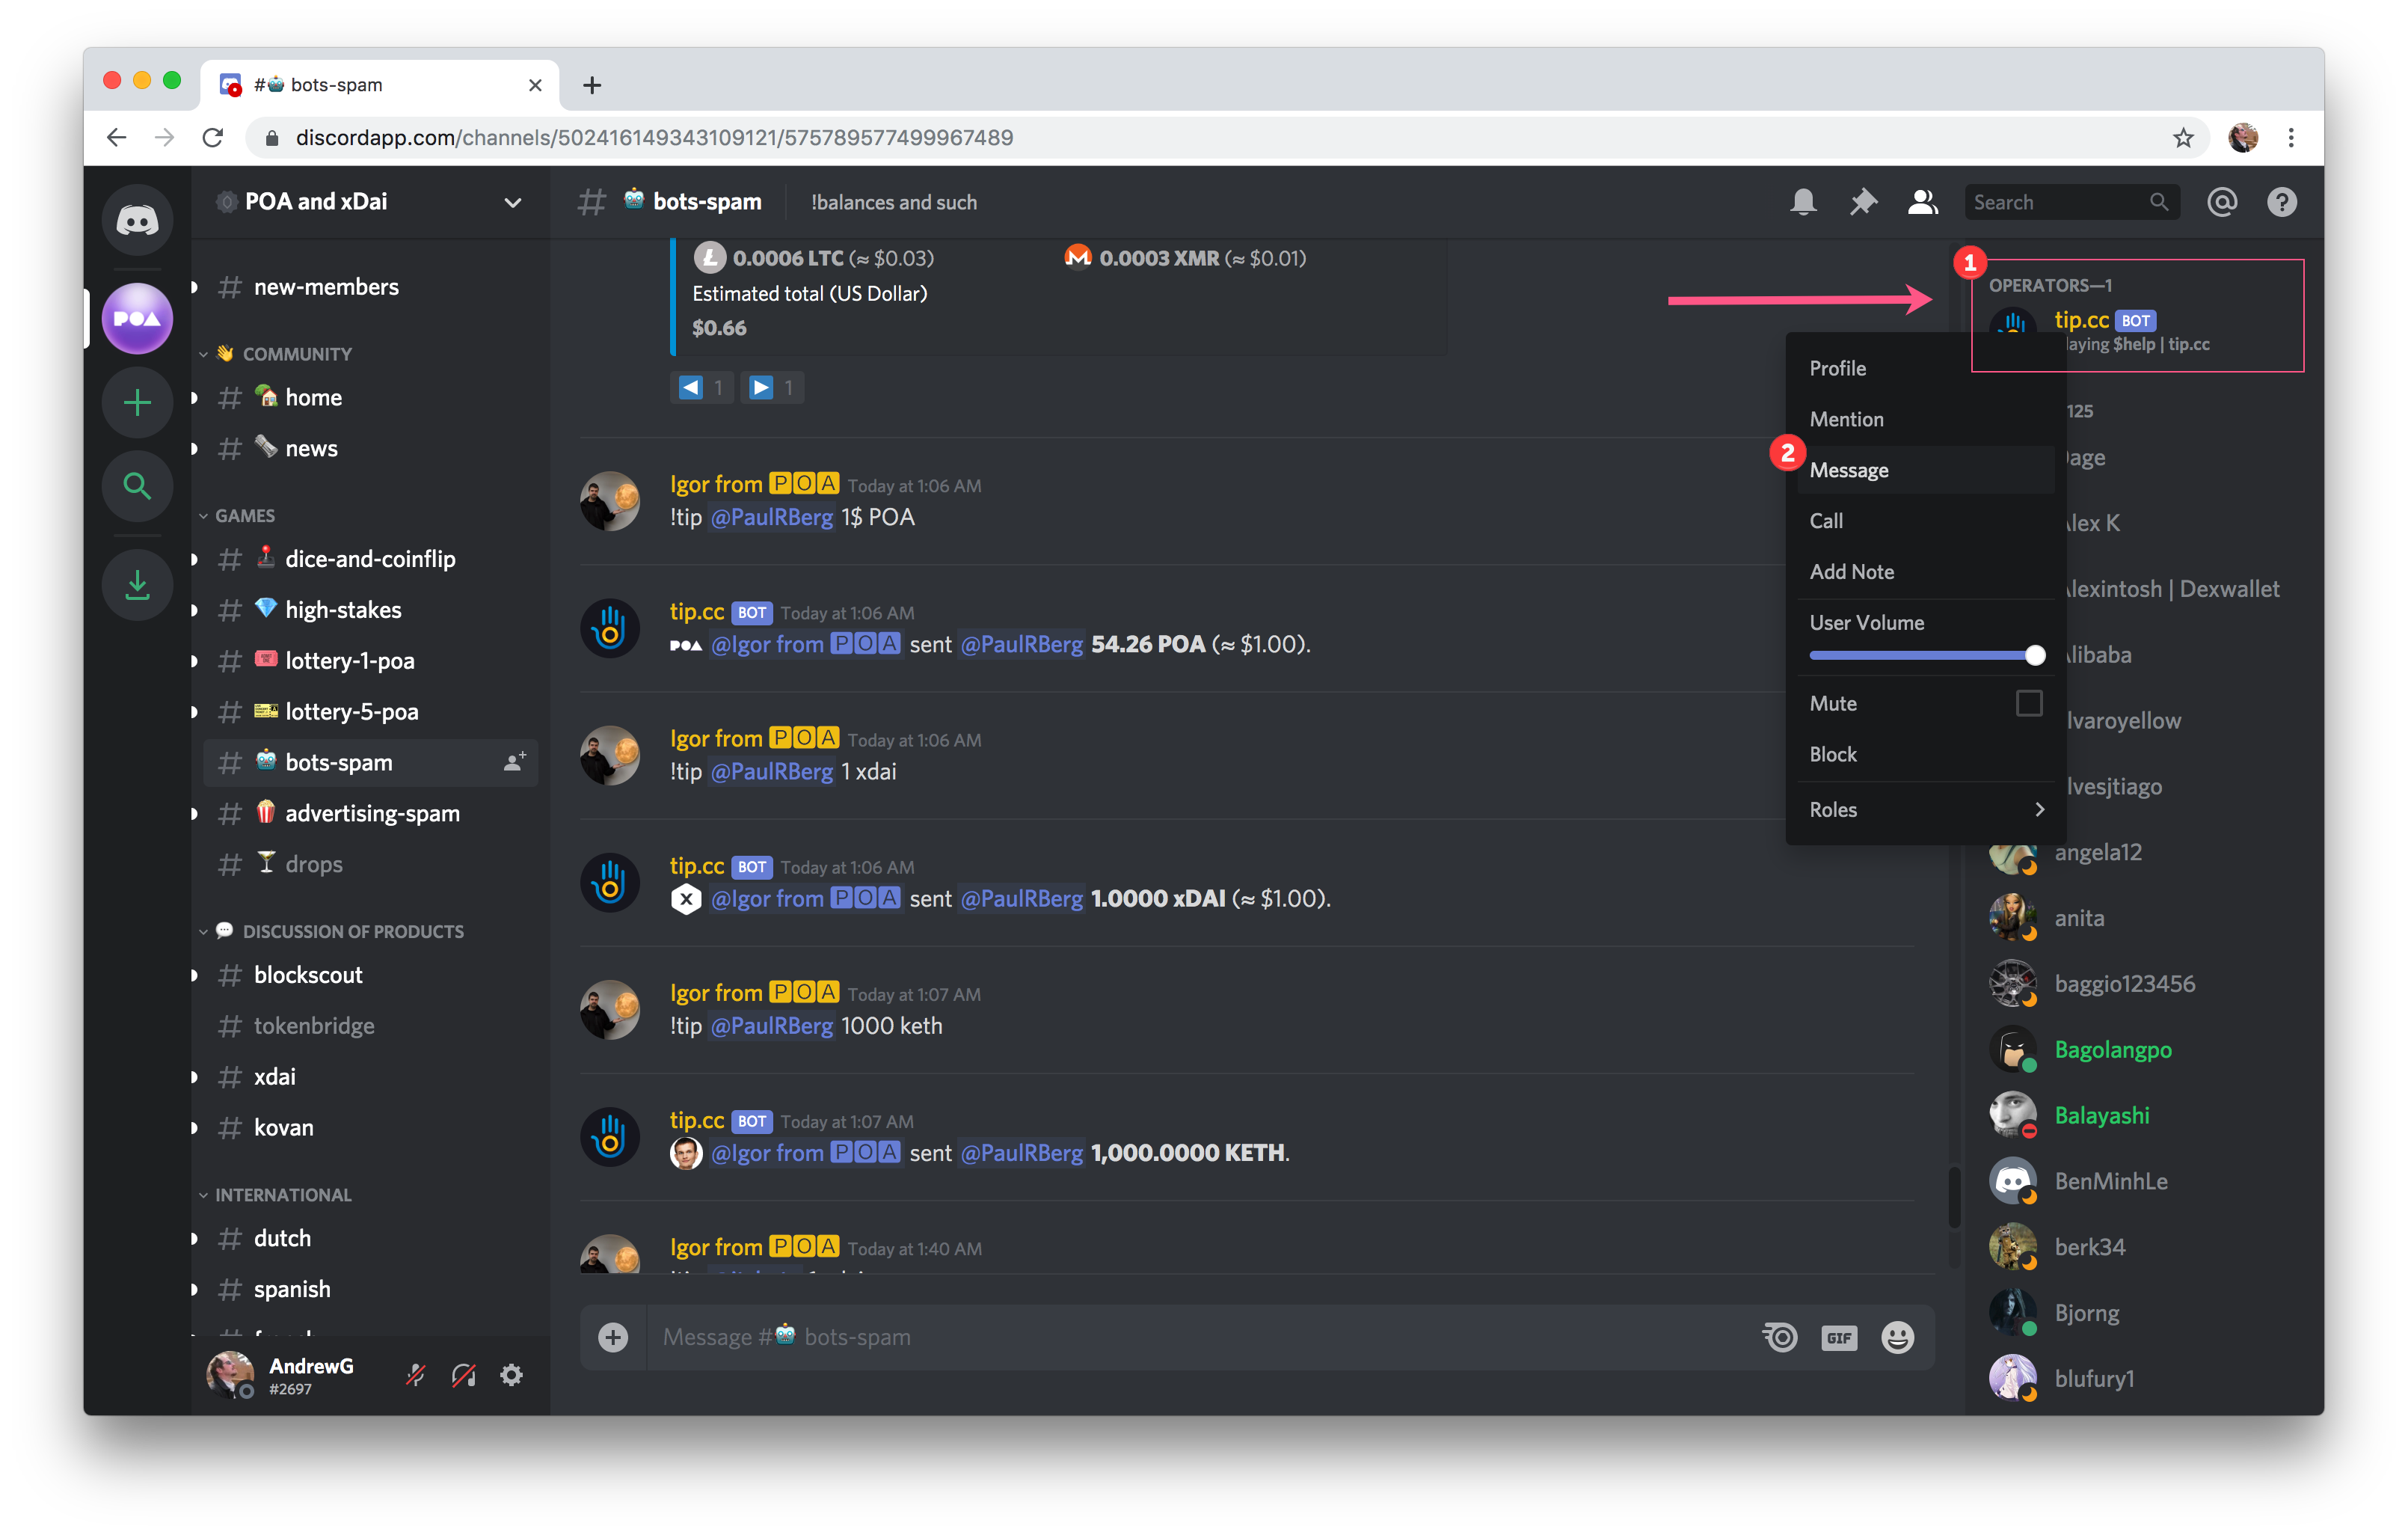 #🤖 bots-spam
discordapp.com/channels/502416149343109121/575789577499967489
POA and xDai
# 🤖 bots-spam
!balances and such
Search
POA
new-members
👋 COMMUNITY
🏡 home
🗞 news
GAMES
🕹 dice-and-coinflip
💎 high-stakes
🎟 lottery-1-poa
🎫 lottery-5-poa
🤖 bots-spam
🍿 advertising-spam
🍸 drops
💬 DISCUSSION OF PRODUCTS
blockscout
tokenbridge
xdai
kovan
INTERNATIONAL
dutch
spanish
AndrewG
#2697
0.0006 LTC (≈ $0.03) 0.0003 XMR (≈ $0.01)
Estimated total (US Dollar)
$0.66
◀ 1 ▶ 1
Igor from 🄿🄾🄰 Today at 1:06 AM
!tip @PaulRBerg 1$ POA
tip.cc BOT Today at 1:06 AM
POA @Igor from 🄿🄾🄰 sent @PaulRBerg 54.26 POA (≈ $1.00).
Igor from 🄿🄾🄰 Today at 1:06 AM
!tip @PaulRBerg 1 xdai
tip.cc BOT Today at 1:06 AM
X @Igor from 🄿🄾🄰 sent @PaulRBerg 1.0000 xDAI (≈ $1.00).
Igor from 🄿🄾🄰 Today at 1:07 AM
!tip @PaulRBerg 1000 keth
tip.cc BOT Today at 1:07 AM
@Igor from 🄿🄾🄰 sent @PaulRBerg 1,000.0000 KETH.
Igor from 🄿🄾🄰 Today at 1:40 AM
Message #🤖 bots-spam
GIF
1
OPERATORS—1
tip.cc BOT
laying $help | tip.cc
Profile
Mention
2
Message
Call
Add Note
User Volume
Mute
Block
Roles
125
age
lex K
lexintosh | Dexwallet
libaba
lvaroyellow
lvesjtiago
angela12
anita
baggio123456
Bagolangpo
Balayashi
BenMinhLe
berk34
Bjorng
blufury1